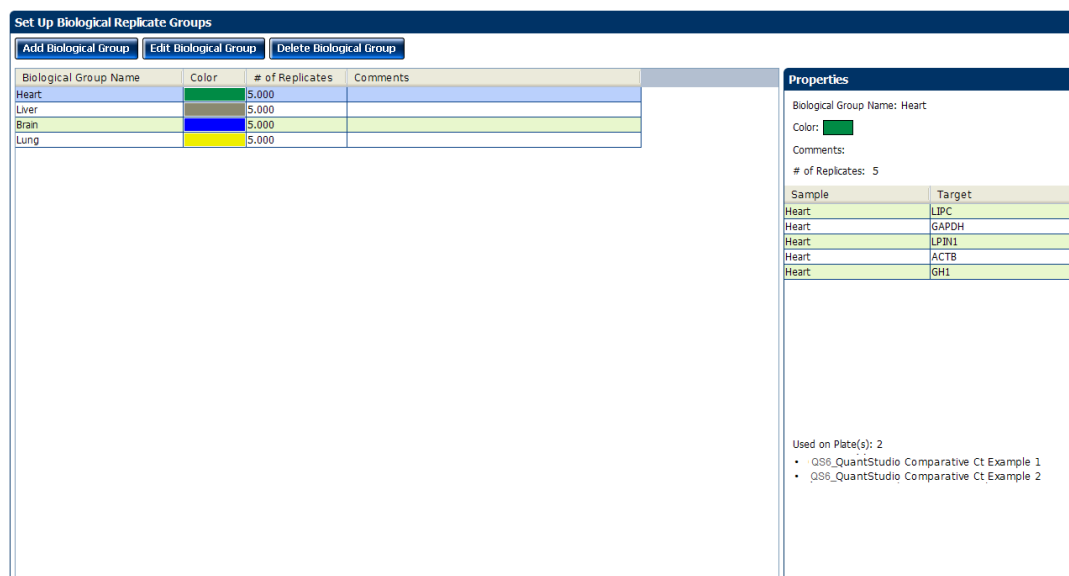 Set Up Biological Replicate Groups
Add Biological Group Edit Biological Group Delete Biological Group
Biological Group Name Color # of Replicates Comments
Heart 5.000
Liver 5.000
Brain 5.000
Lung 5.000
Properties
Biological Group Name: Heart
Color:
Comments:
# of Replicates: 5
Sample Target
Heart LIPC
Heart GAPDH
Heart LPIN1
Heart ACTB
Heart GH1
Used on Plate(s): 2
• QS6_QuantStudio Comparative Ct Example 1
• QS6_QuantStudio Comparative Ct Example 2